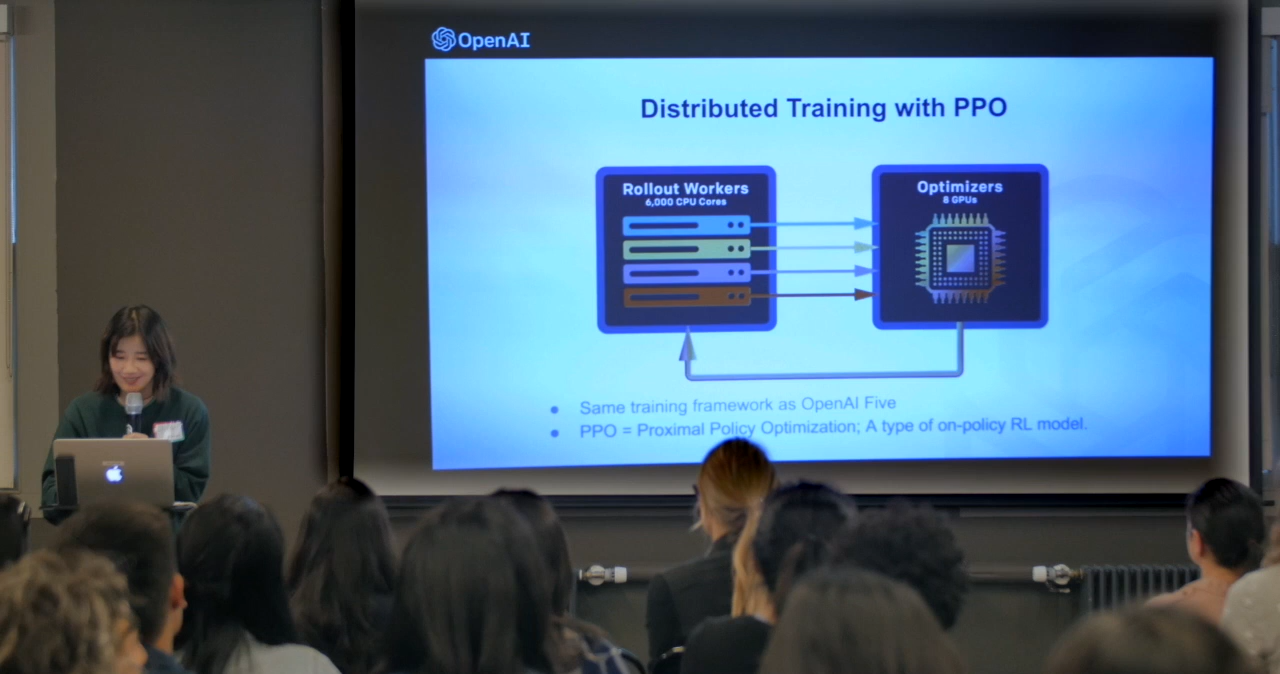 OpenAI
Distributed Training with PPO
Rollout Workers
6,000 CPU Cores
Optimizers
8 GPUs
Same training framework as OpenAI Five
PPO = Proximal Policy Optimization; A type of on-policy RL model.